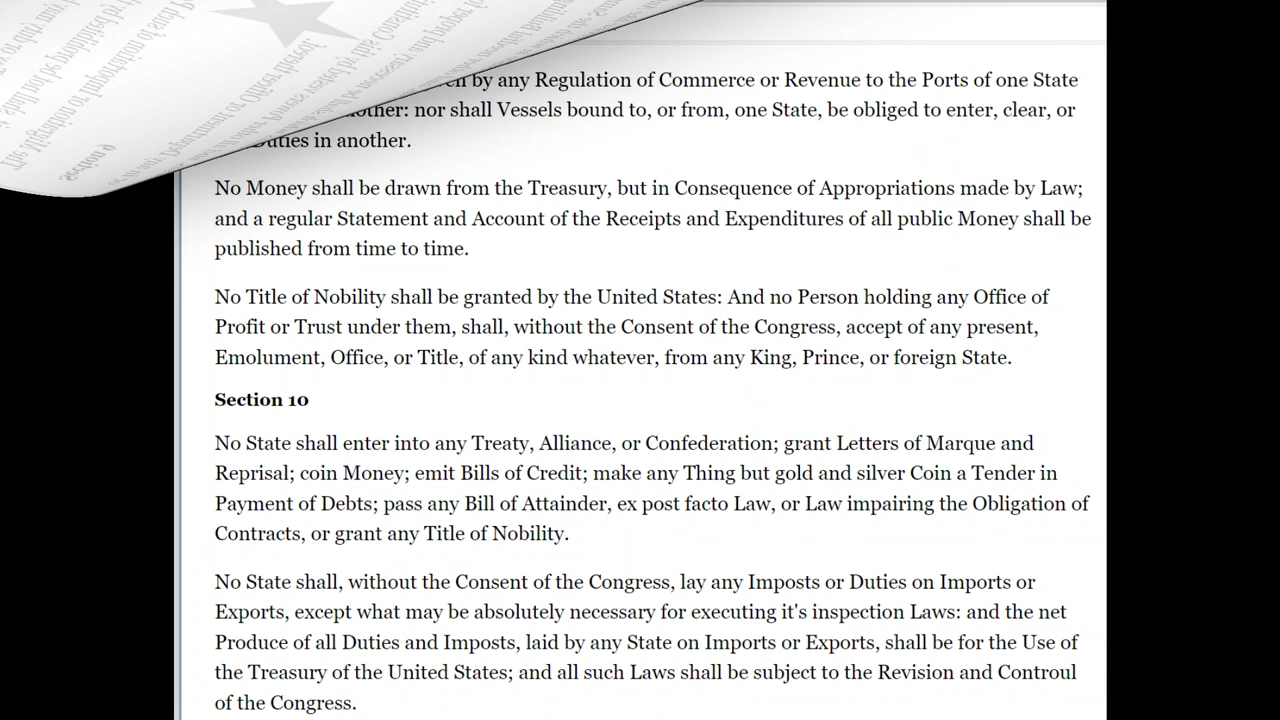 by any Regulation of Commerce or Revenue to the Ports of one State
nor shall Vessels bound to, or from, one State, be obliged to enter, clear, or
in another.
No Money shall be drawn from the Treasury, but in Consequence of Appropriations made by Law;
and a regular Statement and Account of the Receipts and Expenditures of all public Money shall be
published from time to time.
No Title of Nobility shall be granted by the United States: And no Person holding any Office of
Profit or Trust under them, shall, without the Consent of the Congress, accept of any present,
Emolument, Office, or Title, of any kind whatever, from any King, Prince, or foreign State.
Section 10
No State shall enter into any Treaty, Alliance, or Confederation; grant Letters of Marque and
Reprisal; coin Money; emit Bills of Credit; make any Thing but gold and silver Coin a Tender in
Payment of Debts; pass any Bill of Attainder, ex post facto Law, or Law impairing the Obligation of
Contracts, or grant any Title of Nobility.
No State shall, without the Consent of the Congress, lay any Imposts or Duties on Imports or
Exports, except what may be absolutely necessary for executing it's inspection Laws: and the net
Produce of all Duties and Imposts, laid by any State on Imports or Exports, shall be for the Use of
the Treasury of the United States; and all such Laws shall be subject to the Revision and Controul
of the Congress.
Section 9